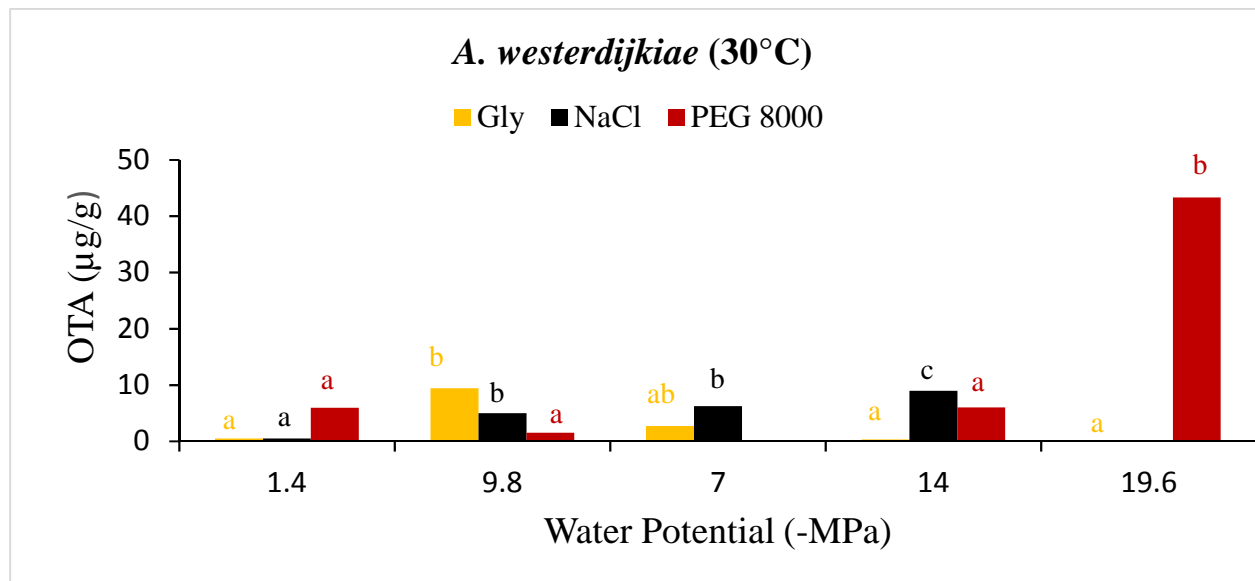 A. westerdijkiae (30°C)
Gly NaCl PEG 8000
OTA (µg/g)
50
40
30
20
10
0
a a a
b b a
ab b
a c a
a b
1.4 9.8 7 14 19.6
Water Potential (-MPa)